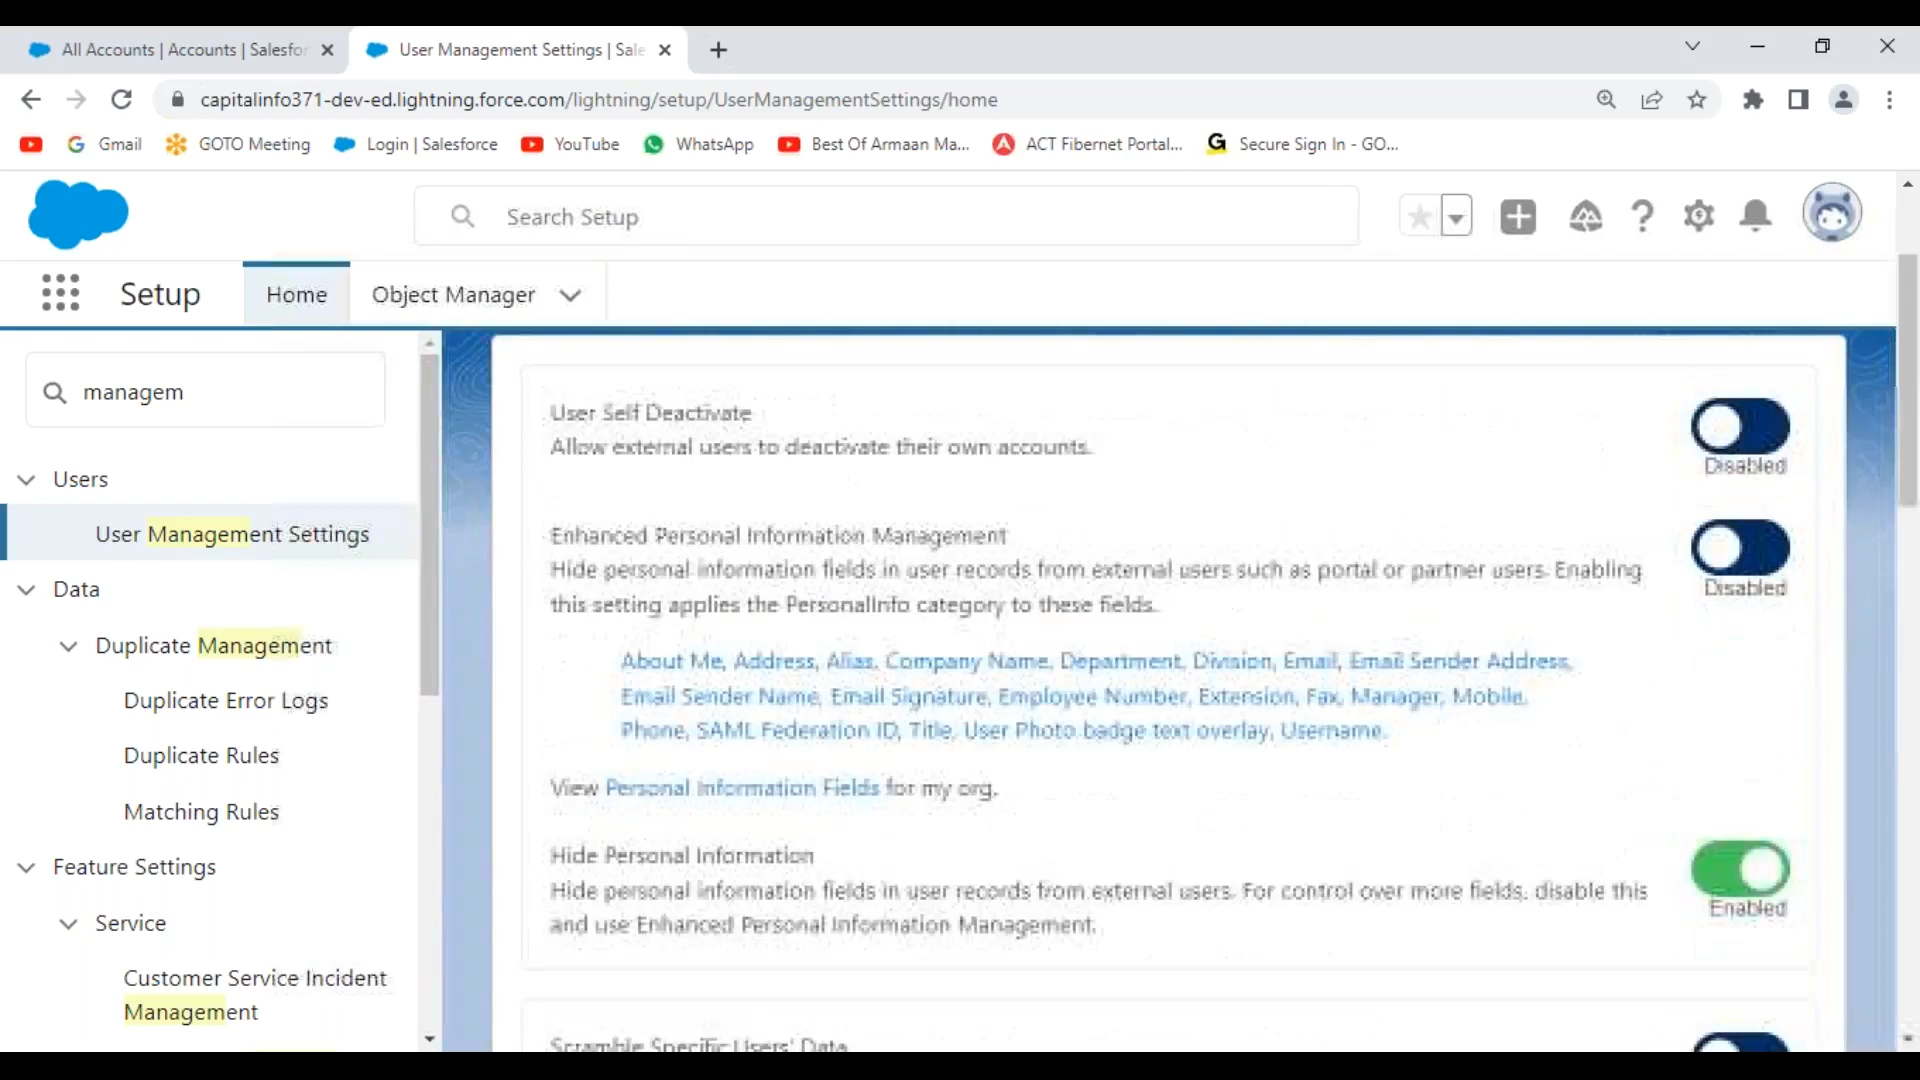 All Accounts | Accounts | Salesfor
User Management Settings | Sale
capitalinfo371-dev-ed.lightning.force.com/lightning/setup/UserManagementSettings/home
Gmail
GOTO Meeting
Login | Salesforce
YouTube
WhatsApp
Best Of Armaan Ma...
ACT Fibernet Portal...
Secure Sign In - GO...
Search Setup
Setup
Home
Object Manager
managem
Users
User Management Settings
Data
Duplicate Management
Duplicate Error Logs
Duplicate Rules
Matching Rules
Feature Settings
Service
Customer Service Incident
Management
User Self Deactivate
Allow external users to deactivate their own accounts.
Disabled
Enhanced Personal Information Management
Hide personal information fields in user records from external users such as portal or partner users. Enabling
this setting applies the PersonalInfo category to these fields.
Disabled
About Me, Address, Alias, Company Name, Department, Division, Email, Email Sender Address,
Email Sender Name, Email Signature, Employee Number, Extension, Fax, Manager, Mobile,
Phone, SAML Federation ID, Title, User Photo badge text overlay, Username.
View Personal Information Fields for my org.
Hide Personal Information
Hide personal information fields in user records from external users. For control over more fields, disable this
and use Enhanced Personal Information Management.
Enabled
Scramble Specific Users' Data